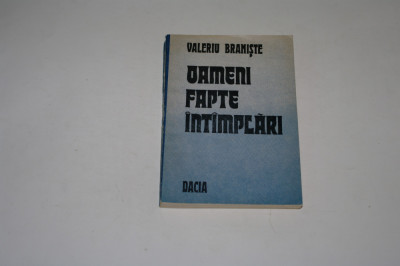 VALERIU BRANIŞTE
OAMENI
FAPTE
ÎNTÎMPLĂRI
DACIA